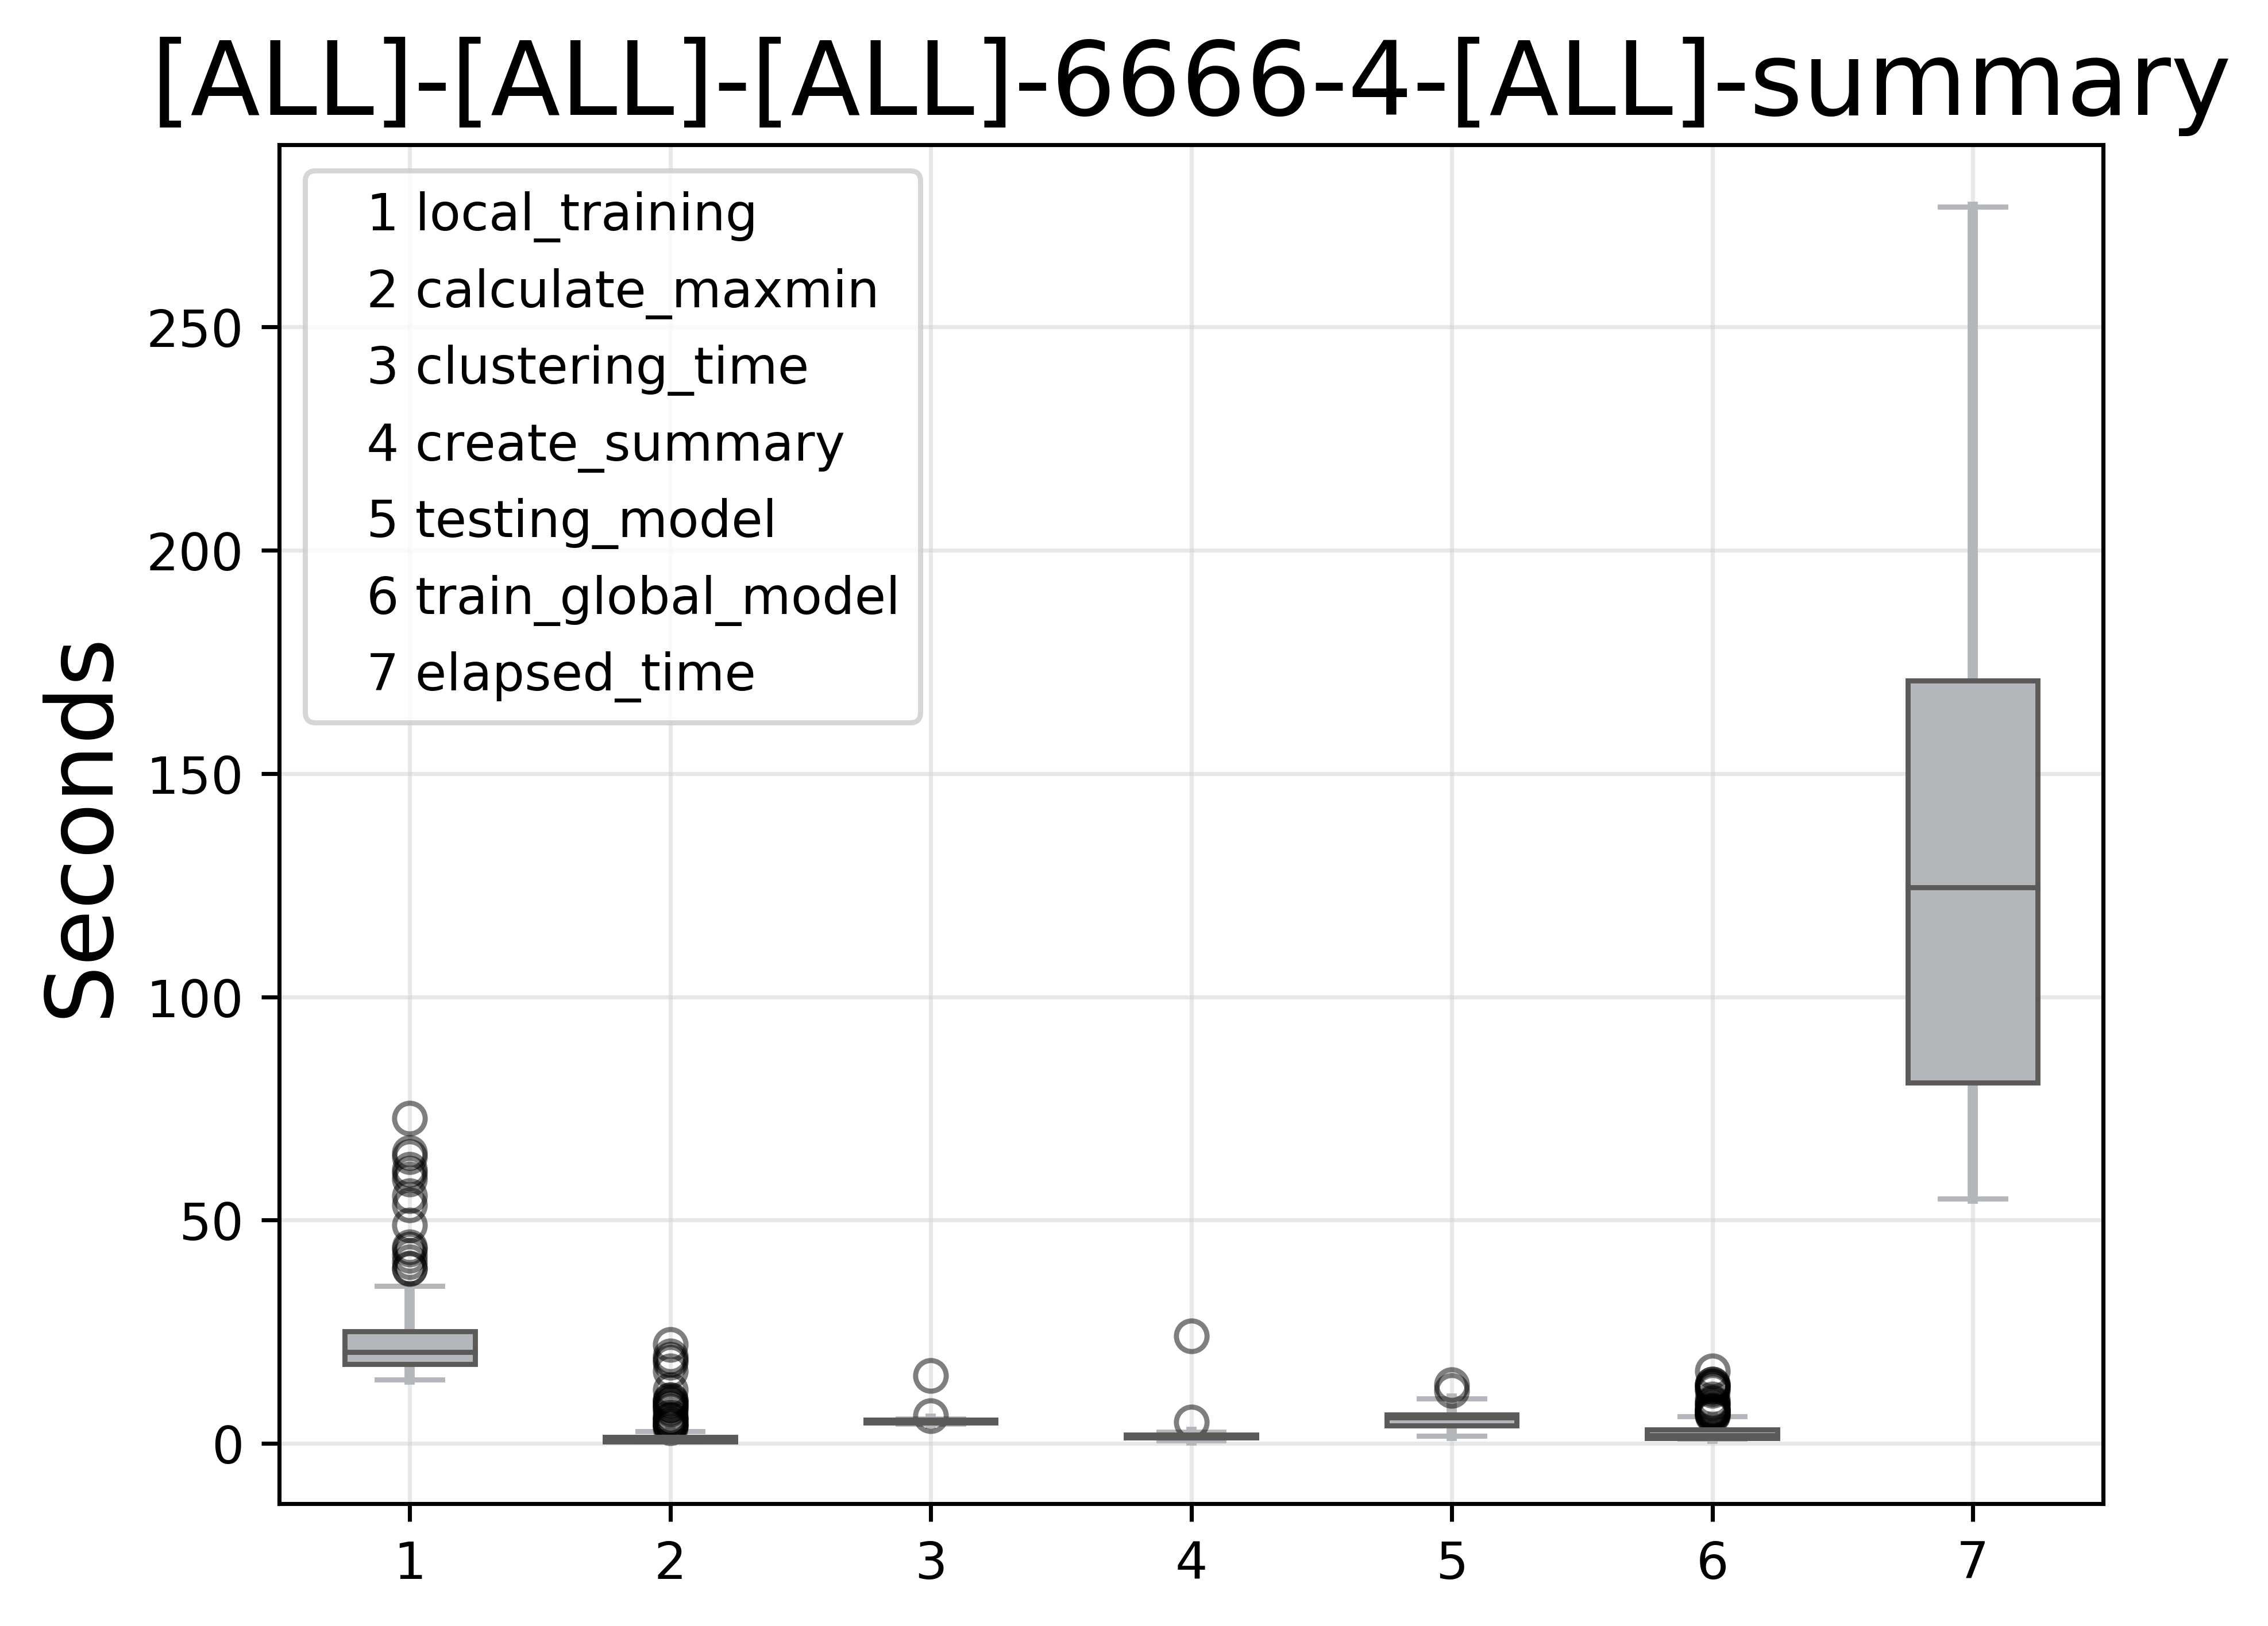 [ALL]-[ALL]-[ALL]-6666-4-[ALL]-summary
1 local_training
2 calculate_maxmin
3 clustering_time
4 create_summary
5 testing_model
6 train_global_model
7 elapsed_time
Seconds
250
200
150
100
50
0
1 2 3 4 5 6 7